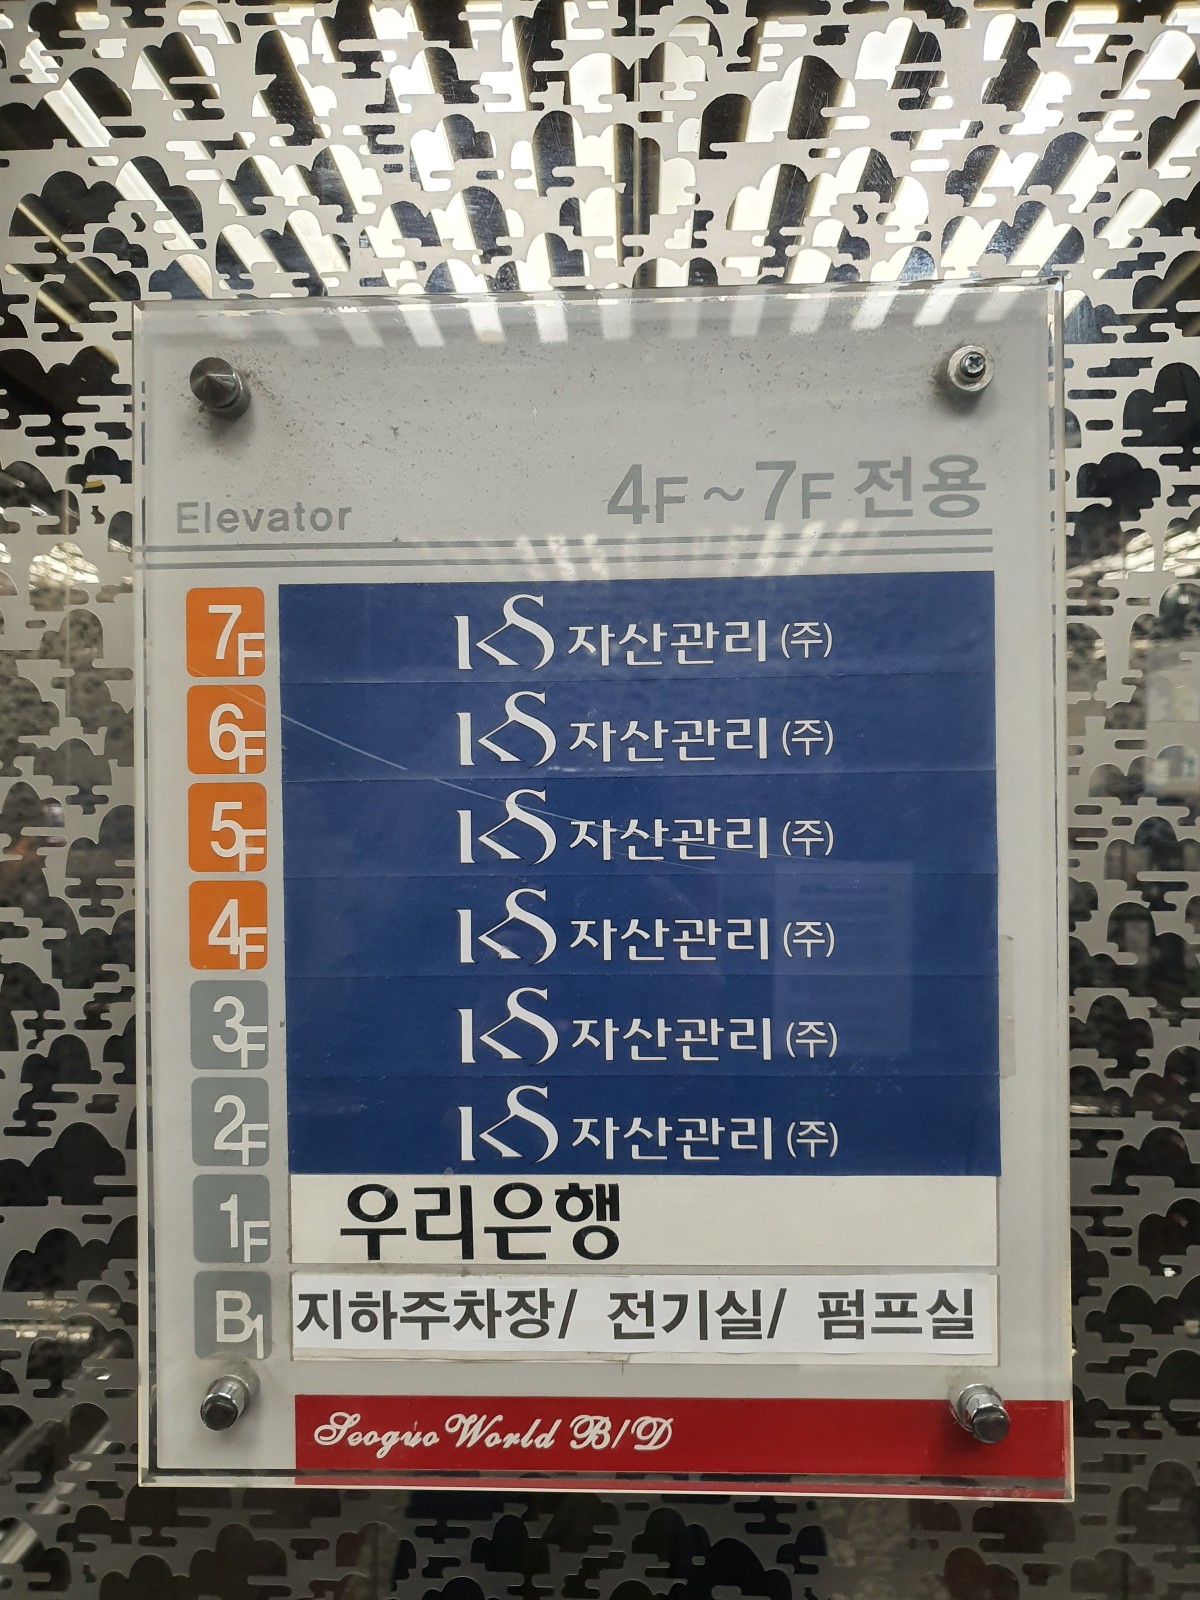 Elevator 4F~7F 전용
7F KS 자산관리 (주)
6F KS 자산관리 (주)
5F KS 자산관리 (주)
4F KS 자산관리 (주)
3F KS 자산관리 (주)
2F KS 자산관리 (주)
1F 우리은행
B1 지하주차장/ 전기실/ 펌프실
Seoguo World B/D